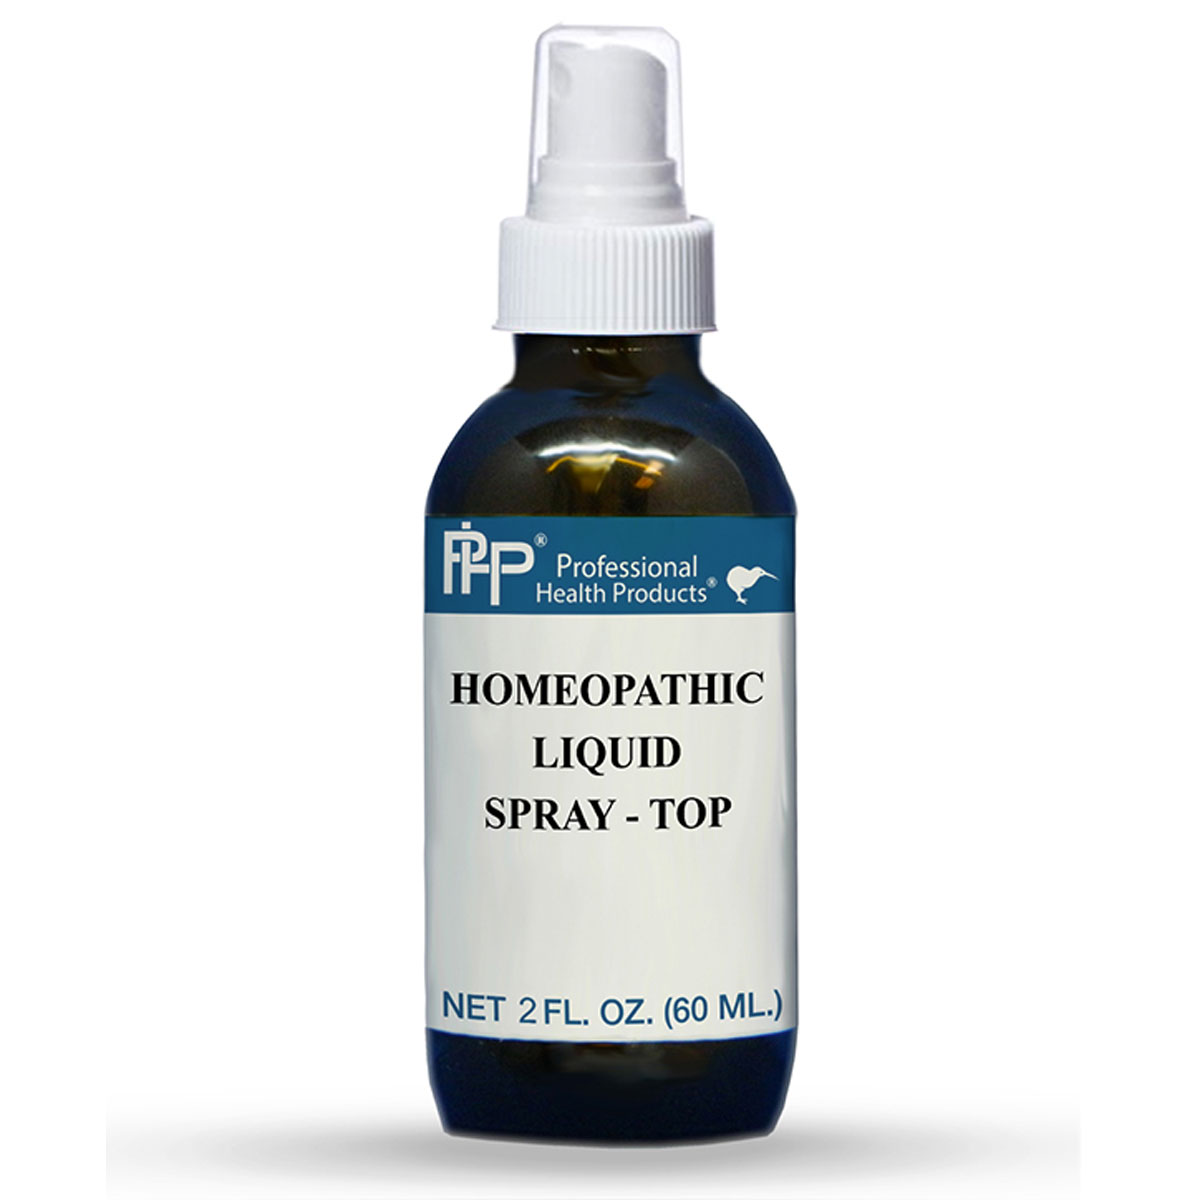 PHP®
Professional
Health Products®
HOMEOPATHIC
LIQUID
SPRAY - TOP
NET 2 FL. OZ. (60 ML.)